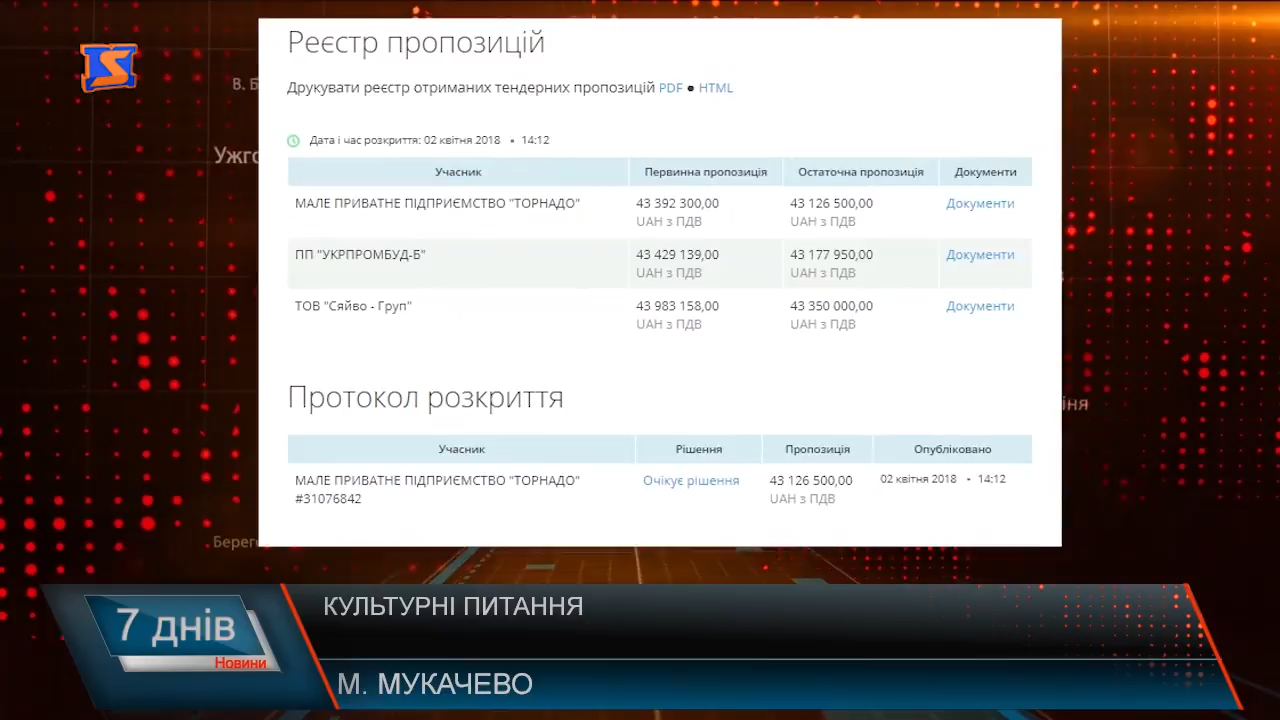 Реєстр пропозицій
Друкувати реєстр отриманих тендерних пропозицій PDF ● HTML
Дата і час розкриття: 02 квітня 2018 • 14:12
Учасник Первинна пропозиція Остаточна пропозиція Документи
МАЛЕ ПРИВАТНЕ ПІДПРИЄМСТВО "ТОРНАДО" 43 392 300,00 43 126 500,00 Документи
UAH з ПДВ UAH з ПДВ
ПП "УКРПРОМБУД-Б" 43 429 139,00 43 177 950,00 Документи
UAH з ПДВ UAH з ПДВ
ТОВ "Сяйво - Груп" 43 983 158,00 43 350 000,00 Документи
UAH з ПДВ UAH з ПДВ
Протокол розкриття
Учасник Рішення Пропозиція Опубліковано
МАЛЕ ПРИВАТНЕ ПІДПРИЄМСТВО "ТОРНАДО" Очікує рішення 43 126 500,00 02 квітня 2018 • 14:12
#31076842 UAH з ПДВ
7 днів
Новини
КУЛЬТУРНІ ПИТАННЯ
М. МУКАЧЕВО